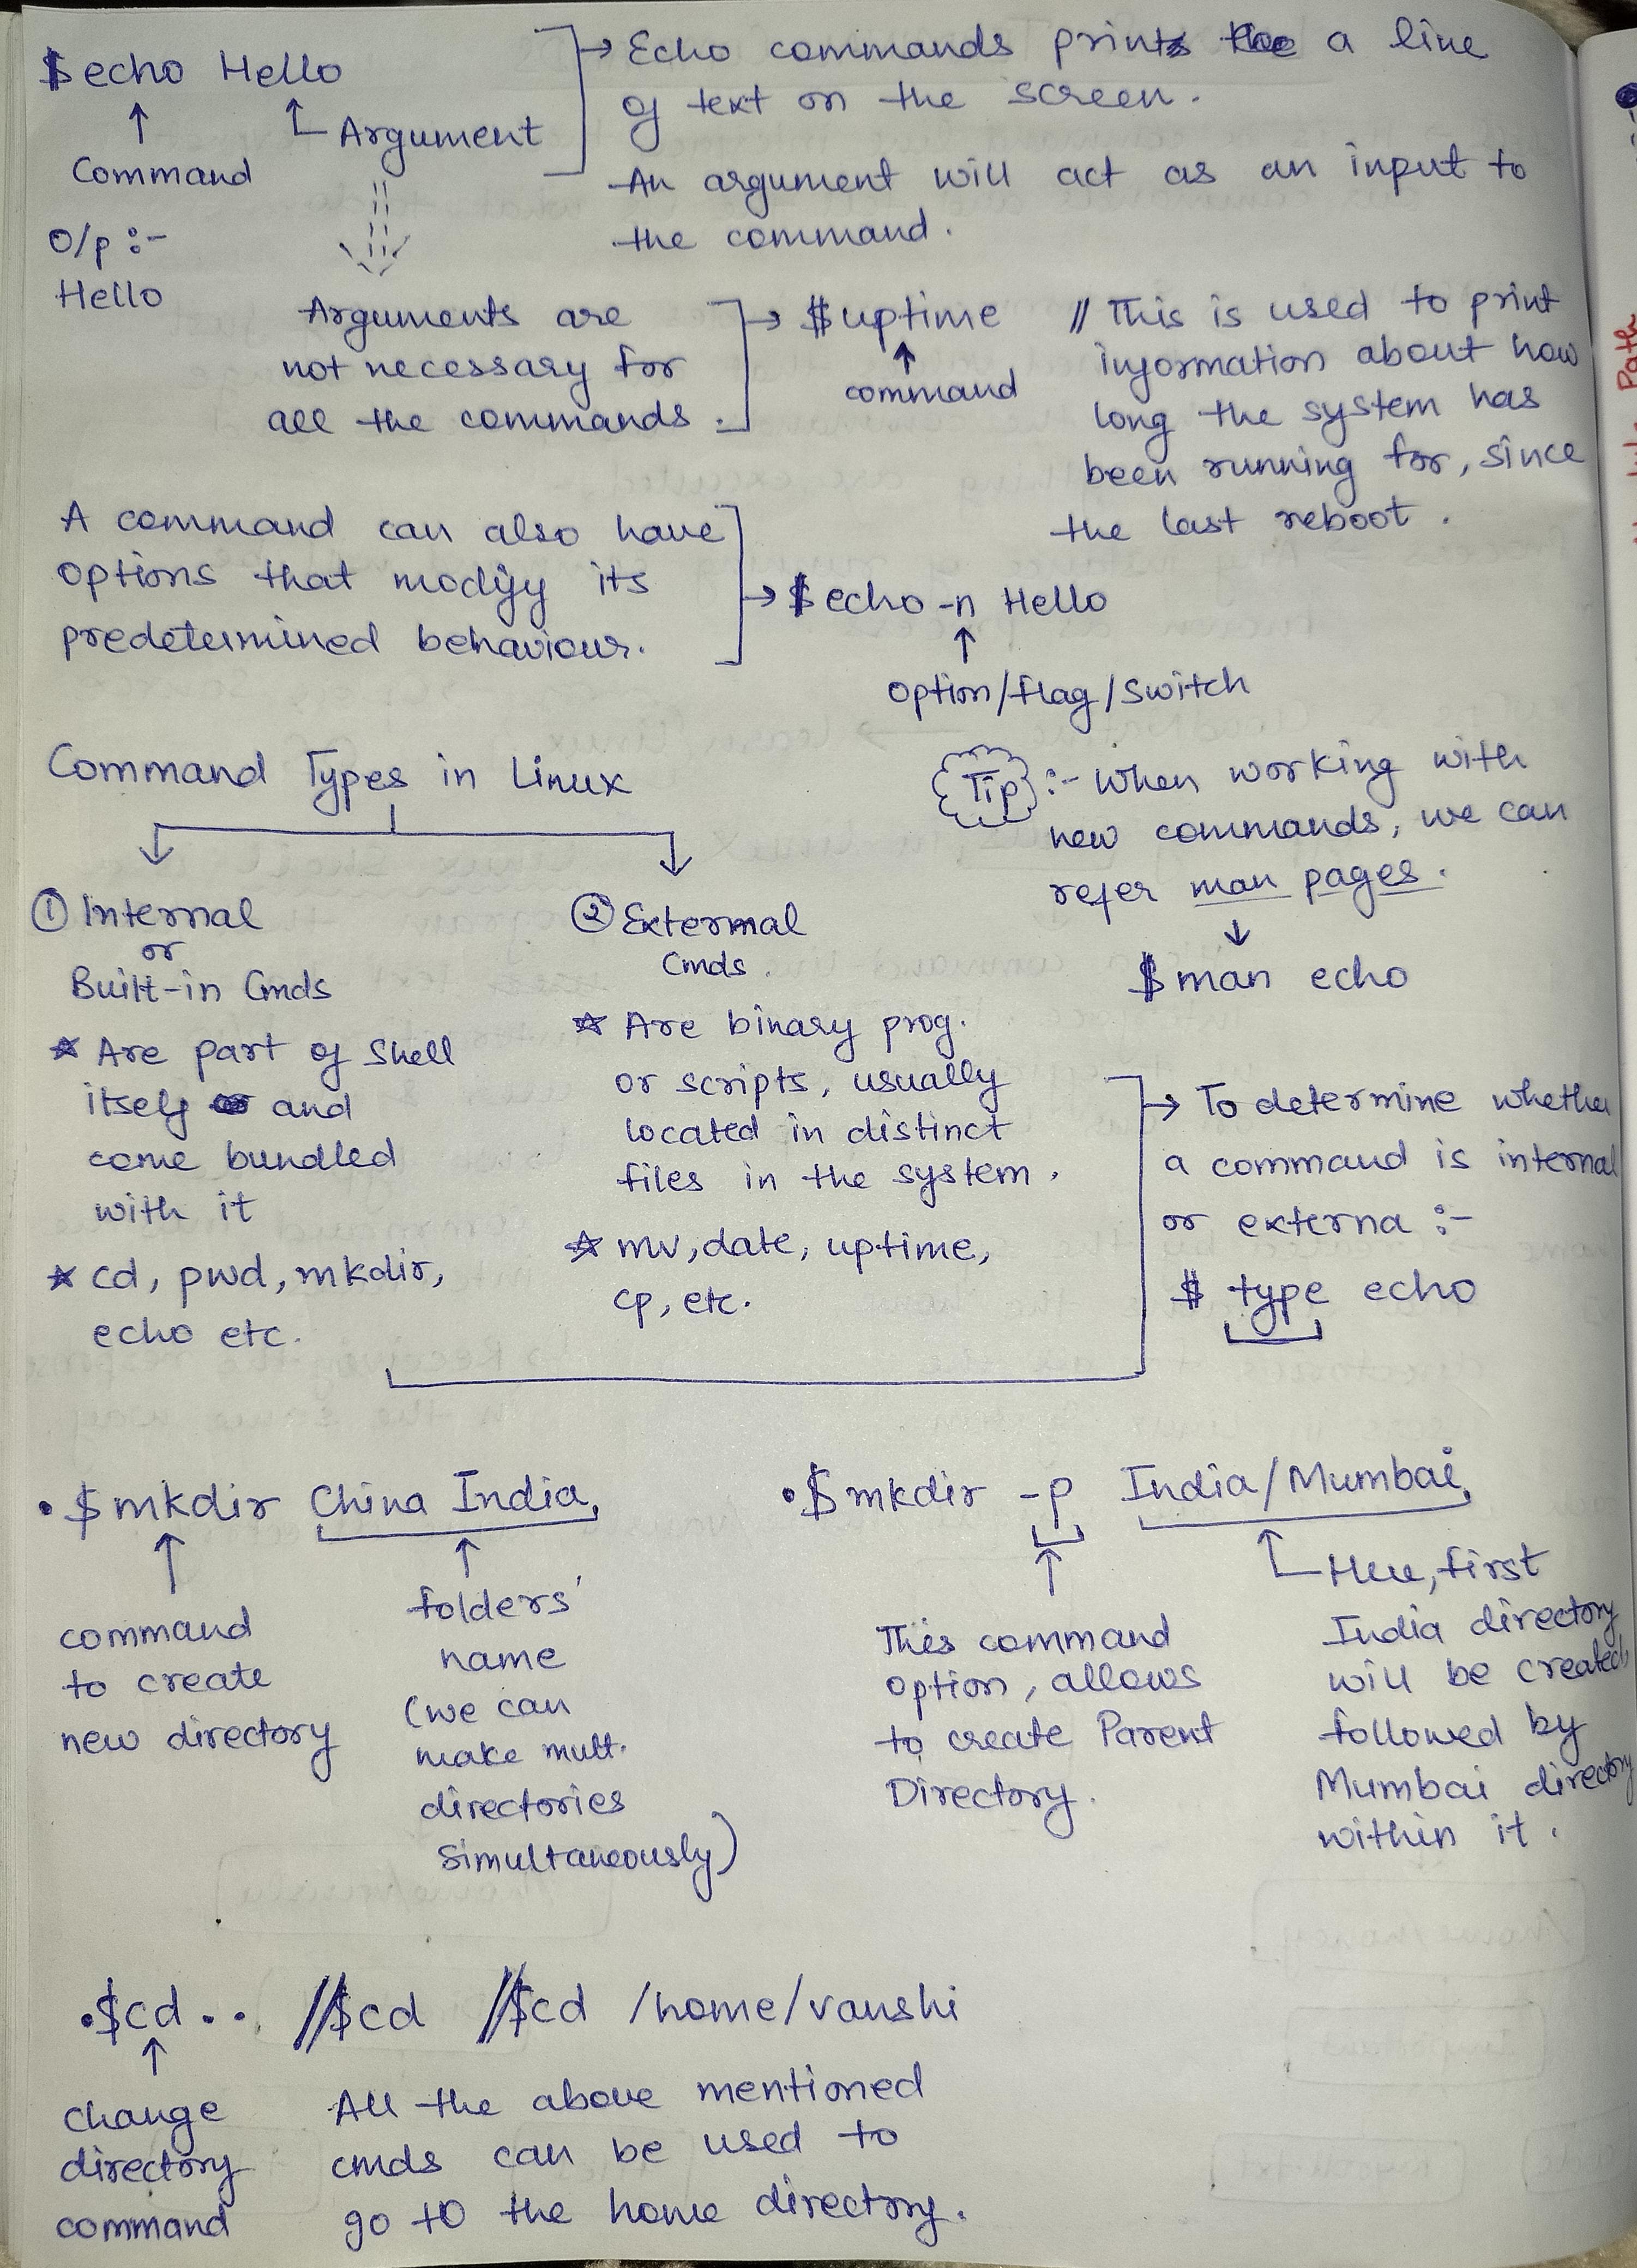 $ echo Hello
↑
Command
↑
Argument
O/p :-
Hello
→ Echo commands prints a line
of text on the screen.
An argument will act as an input to
the command.
Arguments are
not necessary for
all the commands.
→ $ uptime
↑
command
// This is used to print
information about how
long the system has
been running for, since
the last reboot.
A command can also have
options that modify its
predetermined behaviour.
→ $ echo -n Hello
↑
option/flag/switch
Command Types in Linux
① Internal
or
Built-in Cmds
☆ Are part of Shell
itself and
come bundled
with it
☆ cd, pwd, mkdir,
echo etc.
② External
Cmds.
☆ Are binary prog.
or scripts, usually
located in distinct
files in the system.
☆ mv, date, uptime,
cp, etc.
Tip :- When working with
new commands, we can
refer man pages.
↓
$ man echo
→ To determine whether
a command is internal
or externa :-
$ type echo
• $ mkdir China India
↑
command
to create
new directory
↑
folders'
name
(we can
make mult.
directories
simultaneously)
• $ mkdir -p India/Mumbai
↑
This command
option, allows
to create Parent
Directory.
Here, first
India directory
will be created,
followed by
Mumbai directory
within it.
• $cd .. // $cd // $cd /home/vanshi
↑
change
directory
command
All the above mentioned
cmds can be used to
go to the home directory.
Path